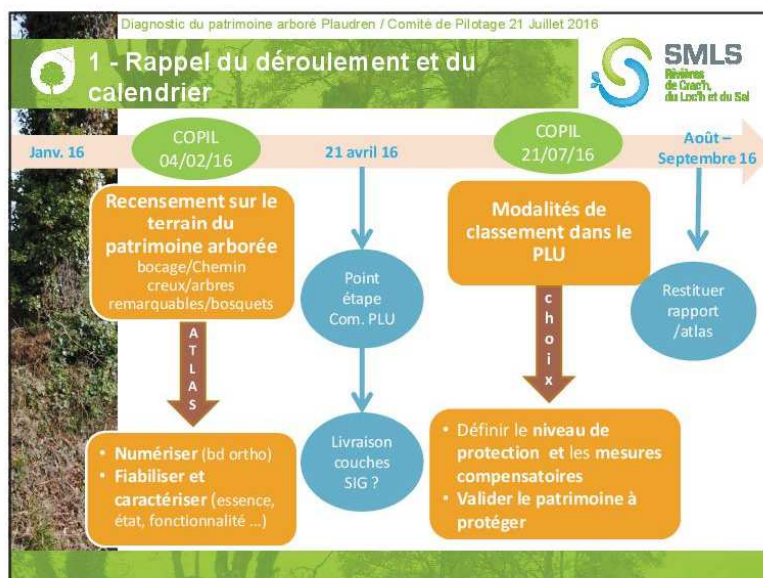 Diagnostic du patrimoine arboré Plaudren / Comité de Pilotage 21 Juillet 2016
1 - Rappel du déroulement et du
calendrier
SMLS
Rivières
de Crac'h,
du Loc'h et du Sal
Janv. 16
COPIL
04/02/16
21 avril 16
COPIL
21/07/16
Août –
Septembre 16
Recensement sur le
terrain du
patrimoine arborée
bocage/Chemin
creux/arbres
remarquables/bosquets
Point
étape
Com. PLU
Modalités de
classement dans le
PLU
Restituer
rapport
/atlas
ATLAS
choix
• Numériser (bd ortho)
• Fiabiliser et
caractériser (essence,
état, fonctionnalité ...)
Livraison
couches
SIG ?
• Définir le niveau de
protection et les mesures
compensatoires
• Valider le patrimoine à
protéger